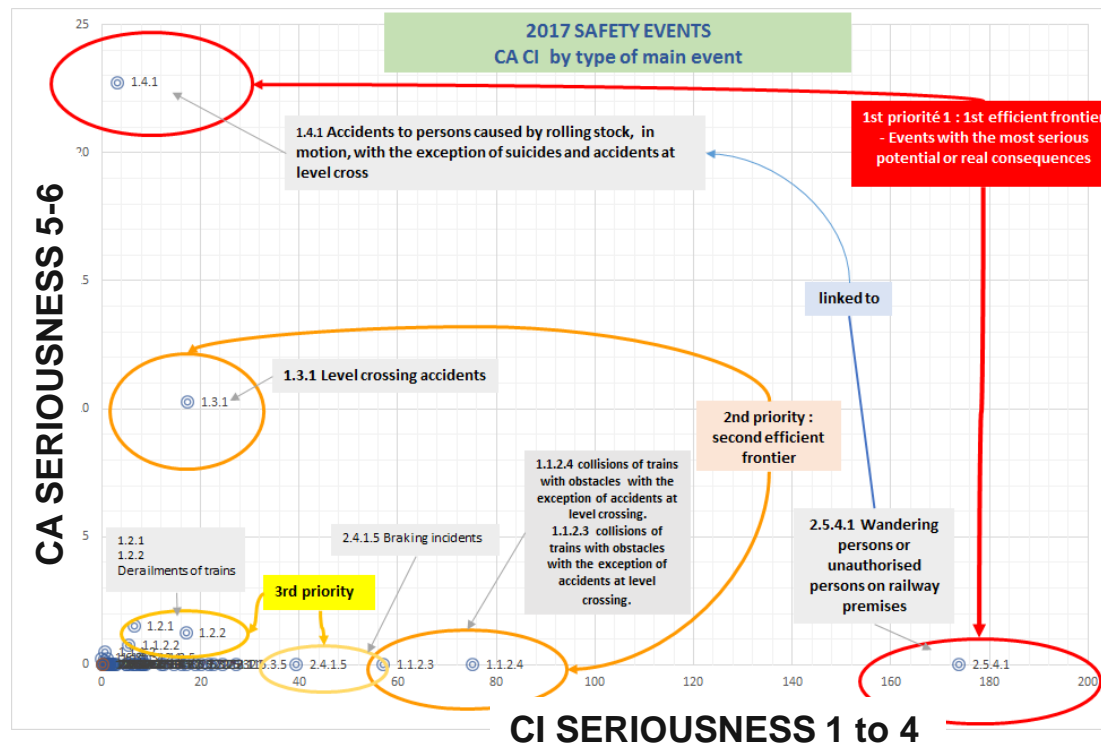 2017 SAFETY EVENTS
CA CI by type of main event
25
1.4.1
1st priorité 1 : 1st efficient frontier
- Events with the most serious
potential or real consequences
1.4.1 Accidents to persons caused by rolling stock, in
motion, with the exception of suicides and accidents at
level cross
20
CA SERIOUSNESS 5-6
5
linked to
1.3.1 Level crossing accidents
1.3.1
0
2nd priority :
second efficient
frontier
1.1.2.4 collisions of trains
with obstacles with the
exception of accidents at
level crossing.
1.1.2.3 collisions of
trains with obstacles
with the exception of
accidents at level
crossing.
2.5.4.1 Wandering
persons or
unauthorised
persons on railway
premises
2.4.1.5 Braking incidents
1.2.1
1.2.2
Derailments of trains
5
3rd priority
1.2.1
1.2.2
1.1.2.2
0
3.5
2.4.1.5
1.1.2.3
1.1.2.4
2.5.4.1
0 20 40 60 80 100 120 140 160 180 200
CI SERIOUSNESS 1 to 4